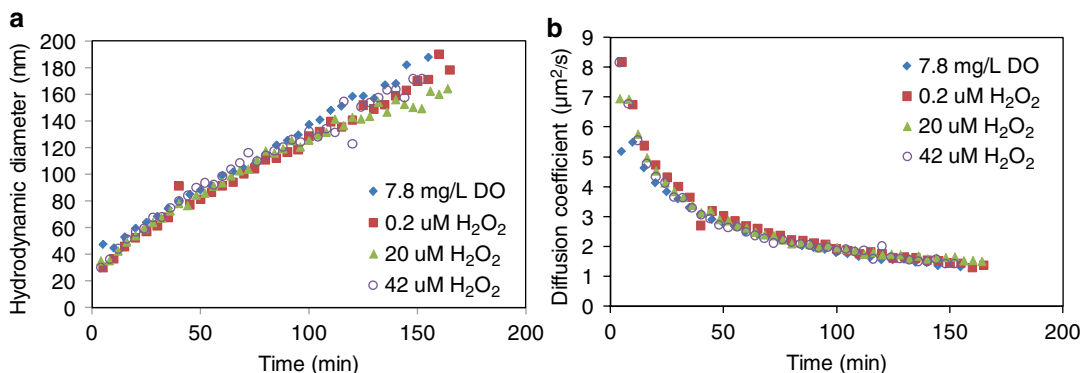 a
Hydrodynamic diameter (nm)
200
180
160
140
120
100
80
60
40
20
0
7.8 mg/L DO
0.2 uM H₂O₂
20 uM H₂O₂
42 uM H₂O₂
0 50 100 150 200
Time (min)
b
Diffusion coefficient (µm²/s)
9
8
7
6
5
4
3
2
1
0
7.8 mg/L DO
0.2 uM H₂O₂
20 uM H₂O₂
42 uM H₂O₂
0 50 100 150 200
Time (min)